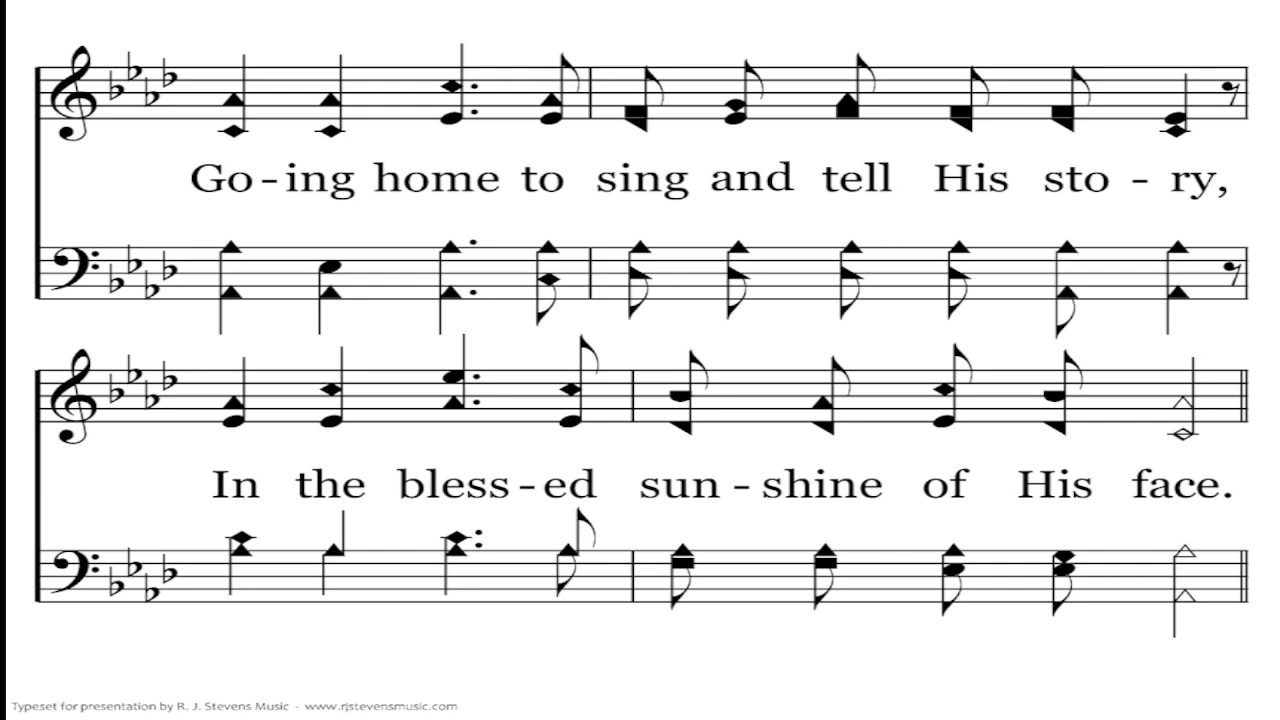 Go - ing home to sing and tell His sto - ry,
In the bless - ed sun - shine of His face.
Typeset for presentation by R. J. Stevens Music - www.rjstevensmusic.com